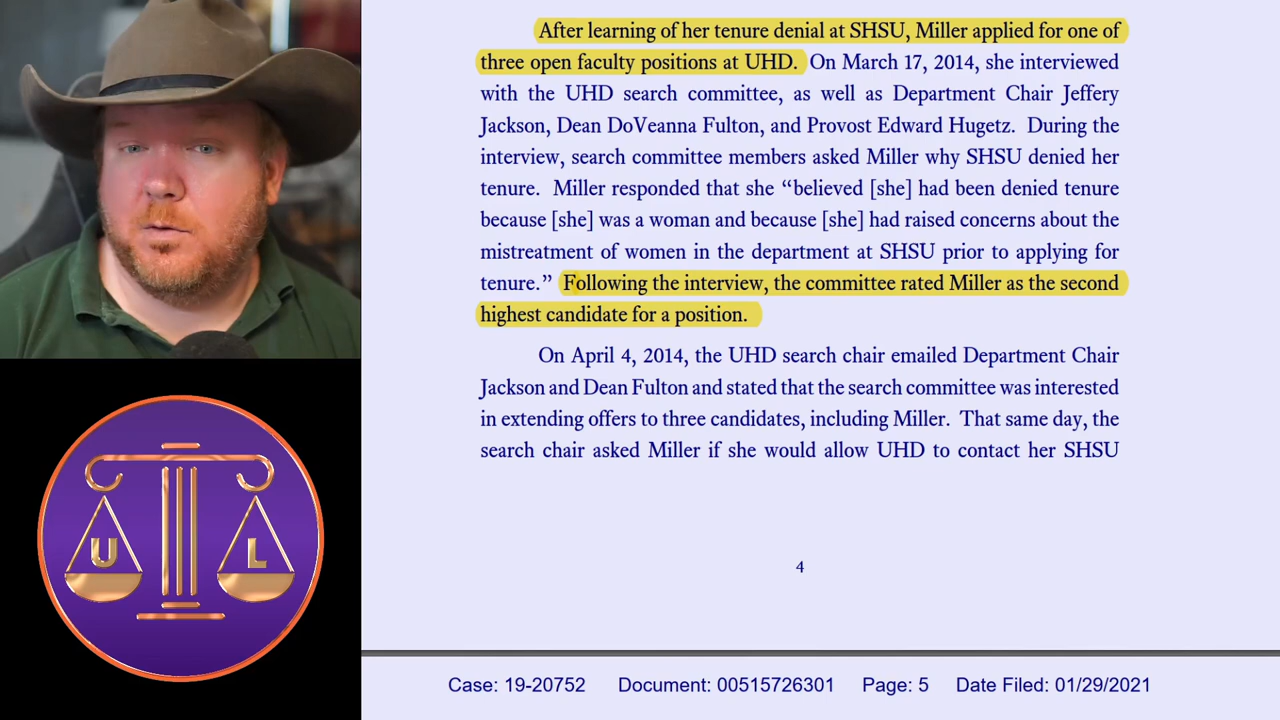 After learning of her tenure denial at SHSU, Miller applied for one of
three open faculty positions at UHD. On March 17, 2014, she interviewed
with the UHD search committee, as well as Department Chair Jeffery
Jackson, Dean DoVeanna Fulton, and Provost Edward Hugetz. During the
interview, search committee members asked Miller why SHSU denied her
tenure. Miller responded that she “believed [she] had been denied tenure
because [she] was a woman and because [she] had raised concerns about the
mistreatment of women in the department at SHSU prior to applying for
tenure.” Following the interview, the committee rated Miller as the second
highest candidate for a position.
On April 4, 2014, the UHD search chair emailed Department Chair
Jackson and Dean Fulton and stated that the search committee was interested
in extending offers to three candidates, including Miller. That same day, the
search chair asked Miller if she would allow UHD to contact her SHSU
4
Case: 19-20752 Document: 00515726301 Page: 5 Date Filed: 01/29/2021
U L